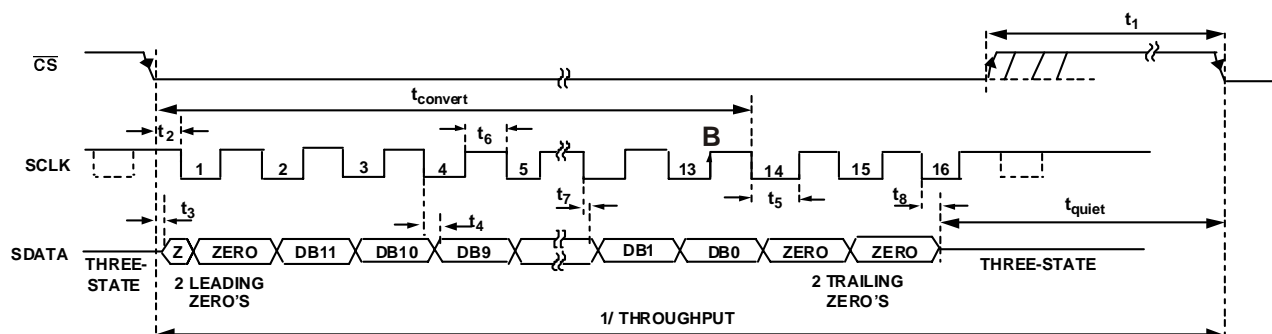 t1
CS
tconvert
t2
t6
B
SCLK
1
2
3
4
5
13
14
15
16
t3
t4
t7
t5
t8
tquiet
SDATA
Z
ZERO
DB11
DB10
DB9
DB1
DB0
ZERO
ZERO
THREE-
STATE
2 LEADING
ZERO'S
2 TRAILING
ZERO'S
THREE-STATE
1/ THROUGHPUT